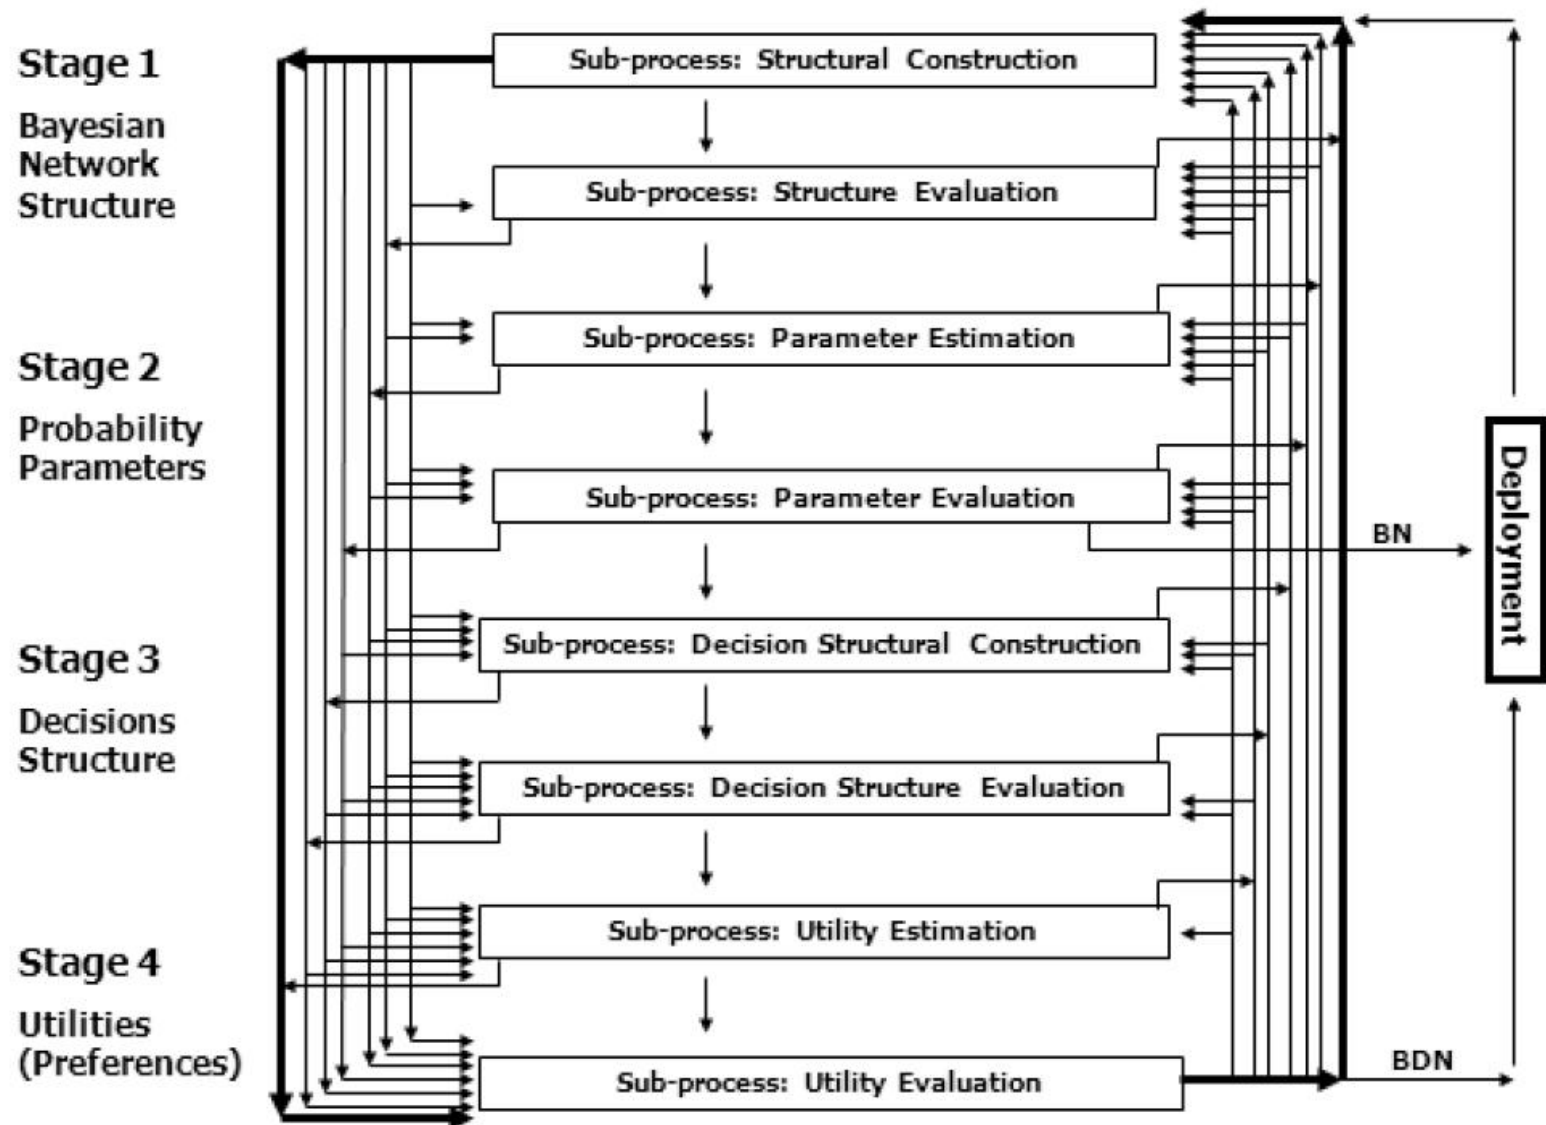 Stage 1
Bayesian
Network
Structure
Sub-process: Structural Construction
Sub-process: Structure Evaluation
Stage 2
Probability
Parameters
Sub-process: Parameter Estimation
Sub-process: Parameter Evaluation
BN
Deployment
Stage 3
Decisions
Structure
Sub-process: Decision Structural Construction
Sub-process: Decision Structure Evaluation
Stage 4
Utilities
(Preferences)
Sub-process: Utility Estimation
Sub-process: Utility Evaluation
BDN